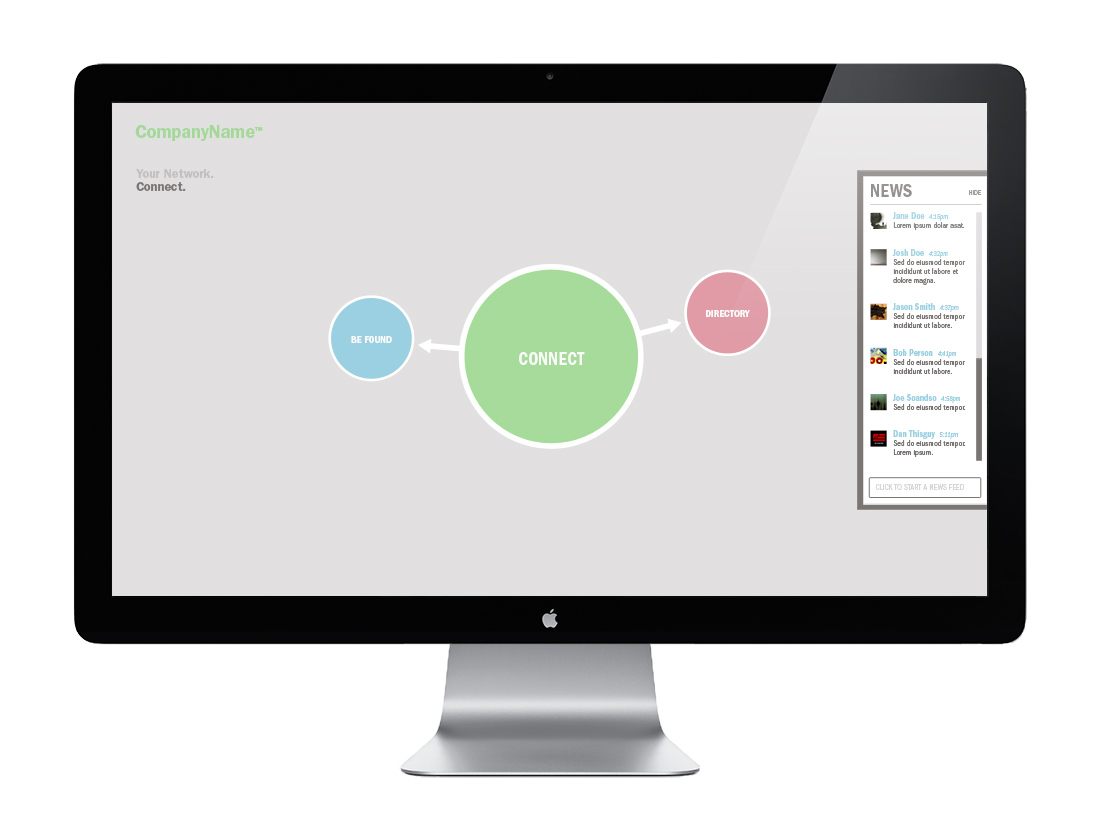 CompanyName™
Your Network.
Connect.
BE FOUND
CONNECT
DIRECTORY
NEWS
HIDE
Jane Doe 4:15pm
Lorem ipsum dolar asat.
Josh Doe 4:32pm
Sed do eiusmod tempor
incididunt ut labore et
dolore magna.
Jason Smith 4:37pm
Sed do eiusmod tempor
incididunt ut labore.
Bob Person 4:41pm
Sed do eiusmod tempor
incididunt ut labore.
Joe Soandso 4:58pm
Sed do eiusmod tempor.
Dan Thisguy 5:11pm
Sed do eiusmod tempor.
Lorem ipsum.
CLICK TO START A NEWS FEED